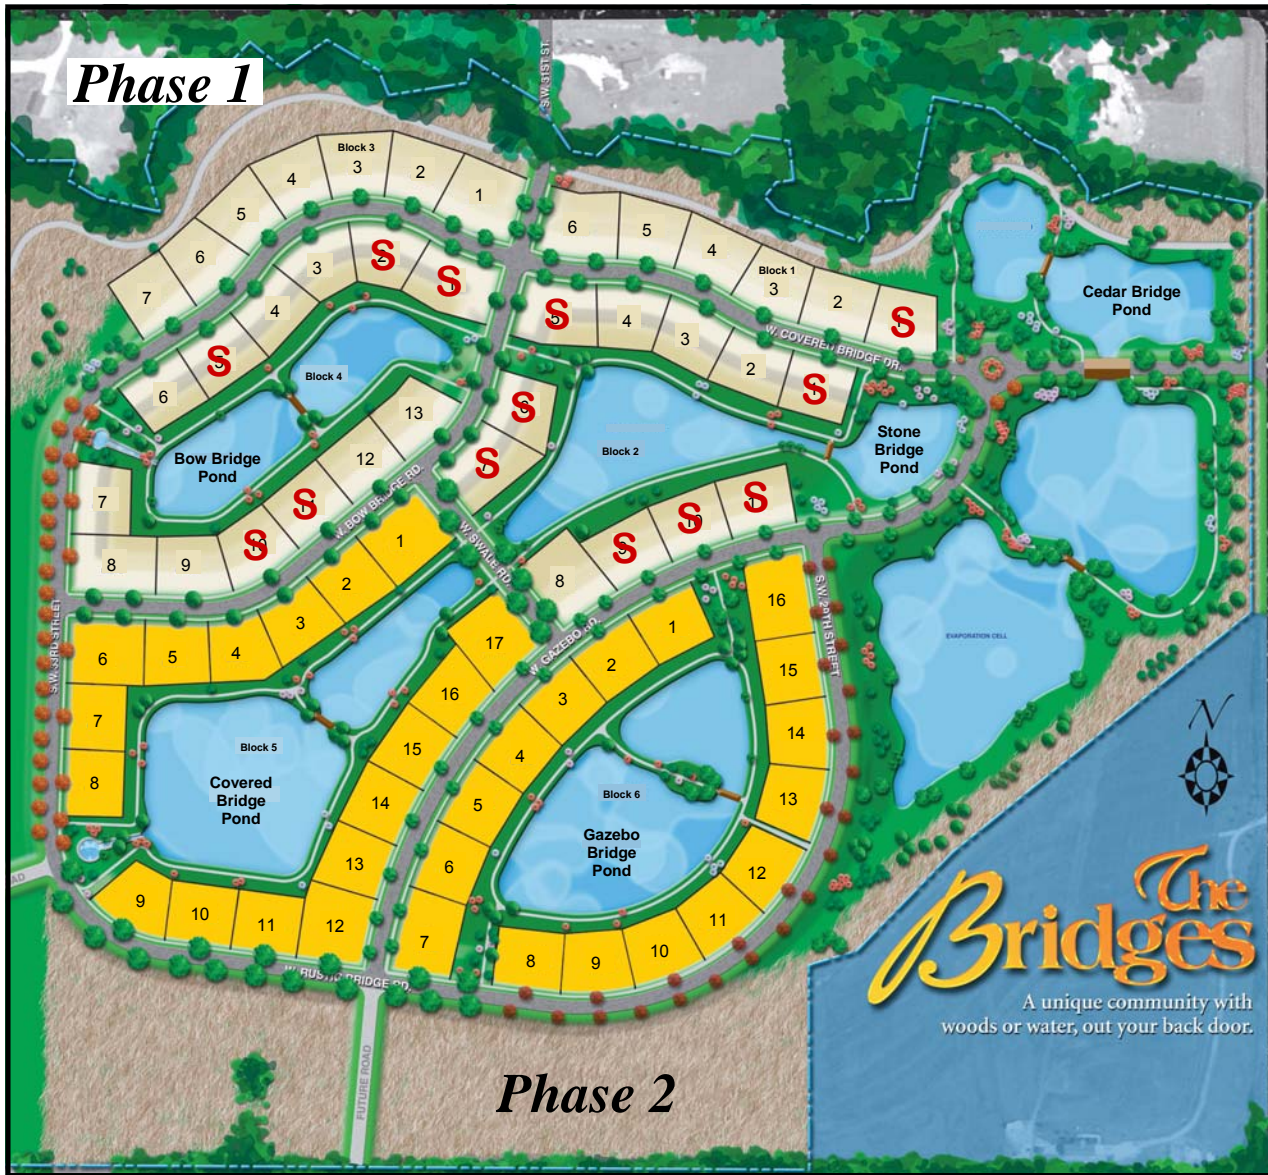 Phase 1
S.W. 31ST ST.
Block 3
4
3
2
1
5
6
7
6
5
4
Block 1
3
2
S
3
S
S
4
S
6
S
4
3
2
S
W. COVERED BRIDGE DR.
Cedar Bridge
Pond
Block 4
13
12
S
S
Bow Bridge
Pond
7
8
9
W. BOW BRIDGE RD.
S
S
Block 2
Stone
Bridge
Pond
8
S
S
S
W. SWALE RD.
W. GAZEBO RD.
S.W. 29TH STREET
S.W. 33RD STREET
EVAPORATION CELL
1
2
3
4
5
6
7
8
17
16
15
14
13
12
11
10
9
Block 5
Covered
Bridge
Pond
1
2
3
4
5
6
7
16
15
14
13
12
11
10
9
8
Block 6
Gazebo
Bridge
Pond
W. RUSTIC BRIDGE RD.
FUTURE ROAD
N
The
Bridges
A unique community with
woods or water, out your back door.
Phase 2